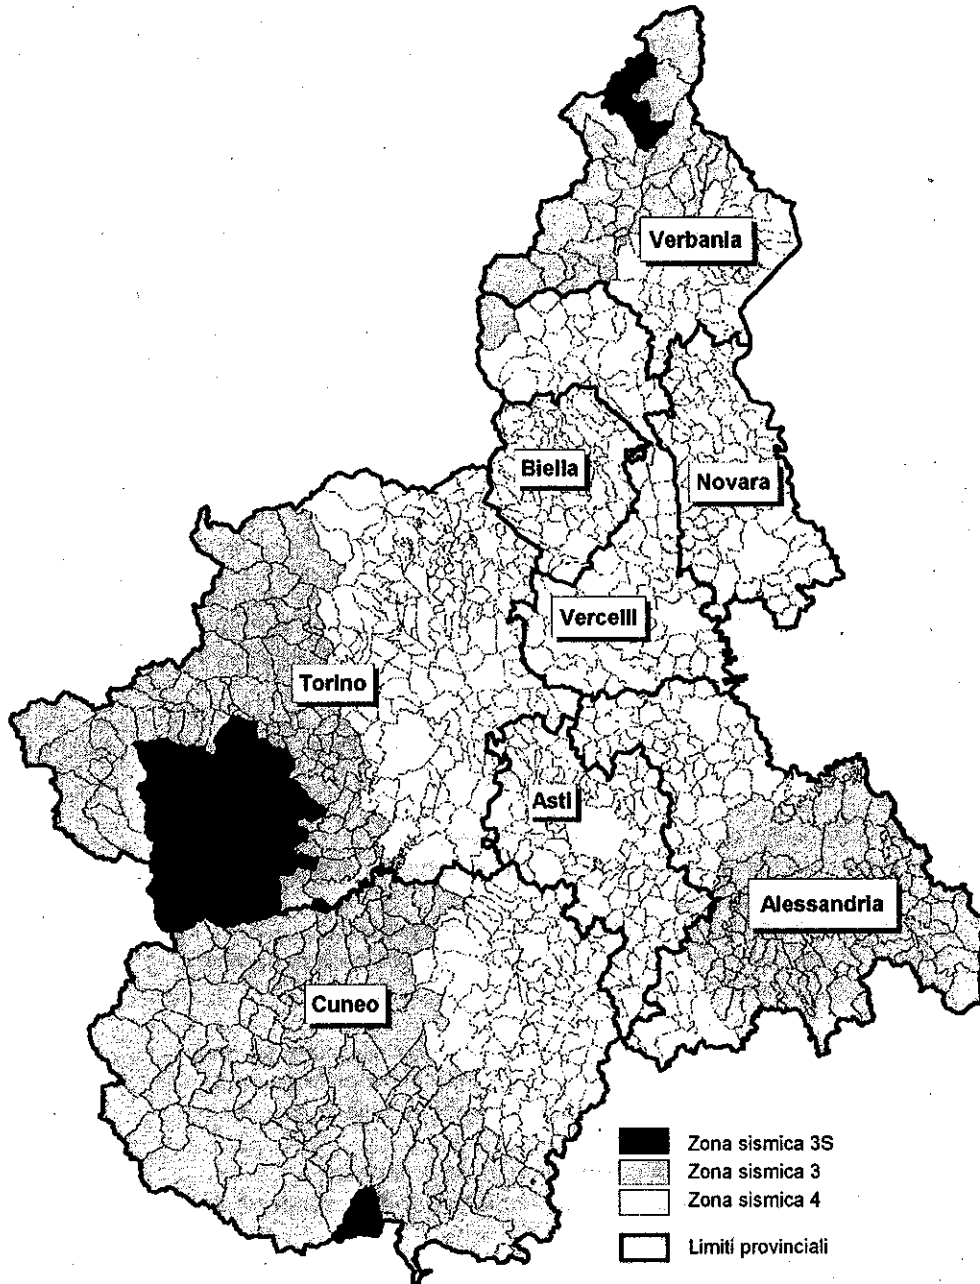 Verbania
Biella
Novara
Vercelli
Torino
Asti
Alessandria
Cuneo
Zona sismica 3S
Zona sismica 3
Zona sismica 4
Limiti provinciali